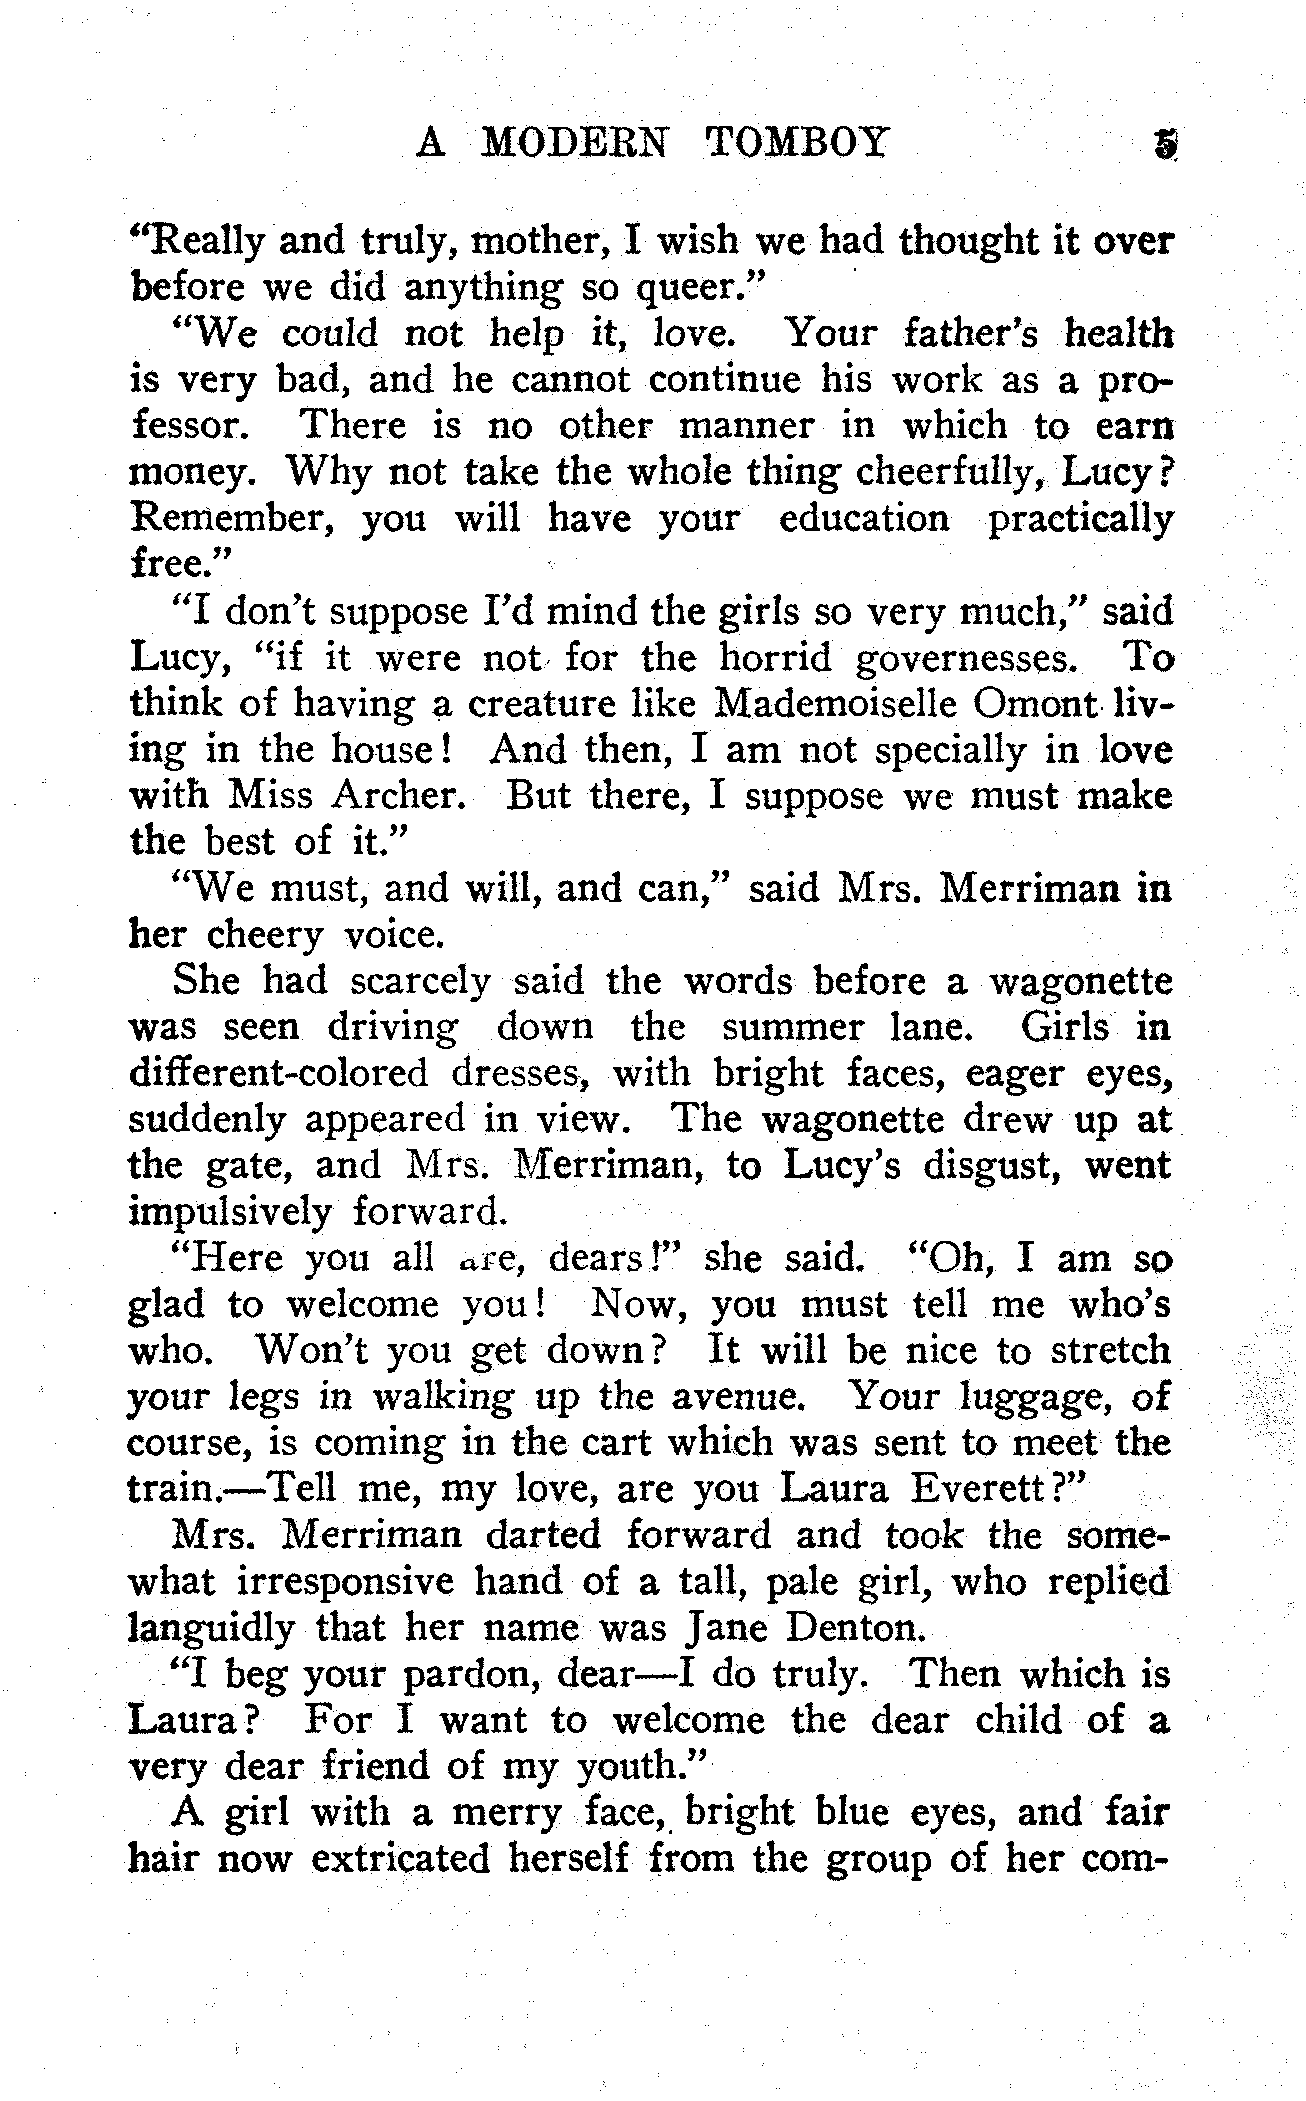 A MODERN TOMBOY 5
"Really and truly, mother, I wish we had thought it over
before we did anything so queer."
"We could not help it, love. Your father's health
is very bad, and he cannot continue his work as a pro-
fessor. There is no other manner in which to earn
money. Why not take the whole thing cheerfully, Lucy?
Remember, you will have your education practically
free."
"I don't suppose I'd mind the girls so very much," said
Lucy, "if it were not for the horrid governesses. To
think of having a creature like Mademoiselle Omont liv-
ing in the house! And then, I am not specially in love
with Miss Archer. But there, I suppose we must make
the best of it."
"We must, and will, and can," said Mrs. Merriman in
her cheery voice.
She had scarcely said the words before a wagonette
was seen driving down the summer lane. Girls in
different-colored dresses, with bright faces, eager eyes,
suddenly appeared in view. The wagonette drew up at
the gate, and Mrs. Merriman, to Lucy's disgust, went
impulsively forward.
"Here you all are, dears!" she said. "Oh, I am so
glad to welcome you! Now, you must tell me who's
who. Won't you get down? It will be nice to stretch
your legs in walking up the avenue. Your luggage, of
course, is coming in the cart which was sent to meet the
train.—Tell me, my love, are you Laura Everett?"
Mrs. Merriman darted forward and took the some-
what irresponsive hand of a tall, pale girl, who replied
languidly that her name was Jane Denton.
"I beg your pardon, dear—I do truly. Then which is
Laura? For I want to welcome the dear child of a
very dear friend of my youth."
A girl with a merry face, bright blue eyes, and fair
hair now extricated herself from the group of her com-